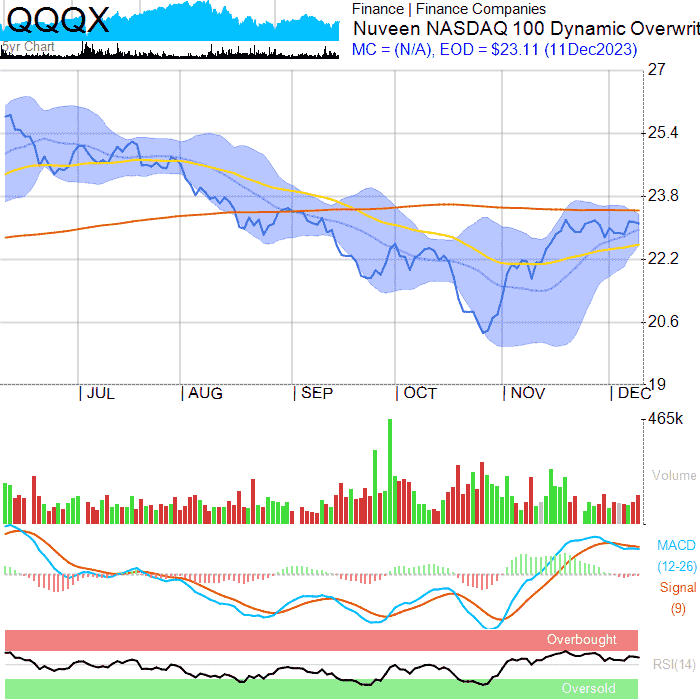 QQQX
5yr Chart
Finance | Finance Companies
Nuveen NASDAQ 100 Dynamic Overwrit
MC = (N/A), EOD = $23.11 (11Dec2023)
27
25.4
23.8
22.2
20.6
19
| JUL | AUG | SEP | OCT | NOV | DEC
465k
Volume
MACD
(12-26)
Signal
(9)
Overbought
RSI(14)
Oversold